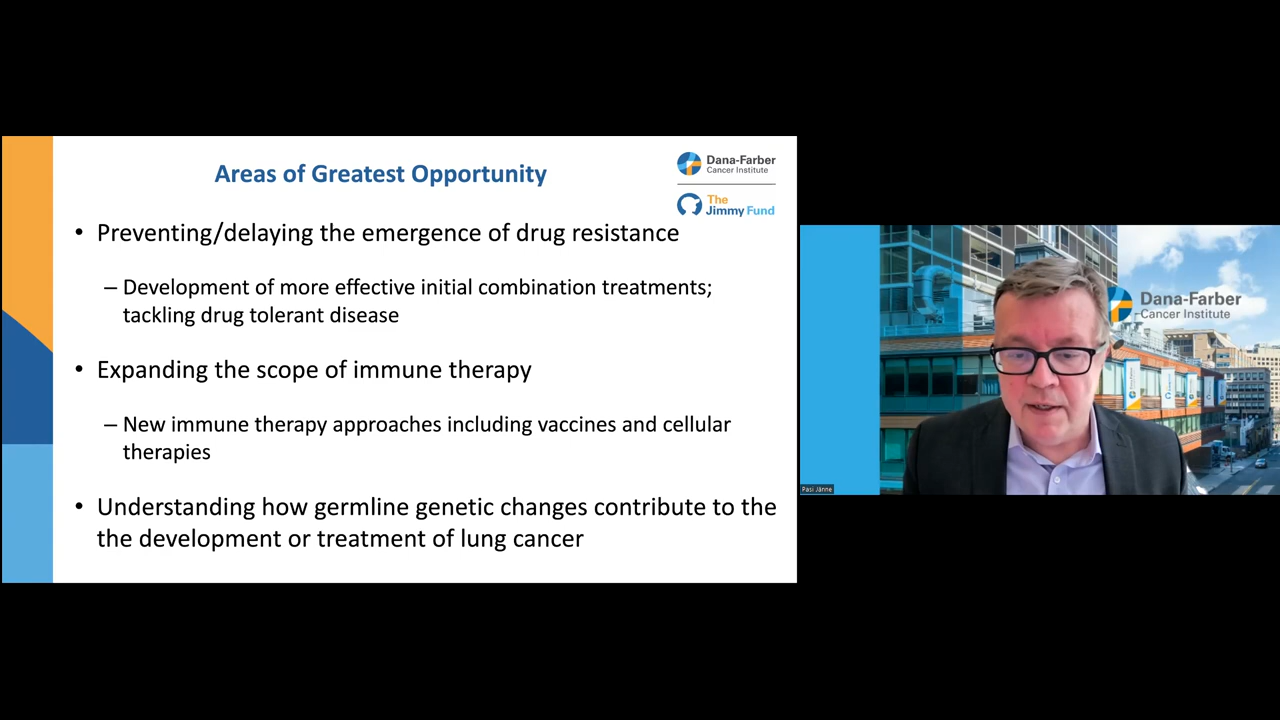 Areas of Greatest Opportunity
Dana-Farber
Cancer Institute
The
Jimmy Fund
• Preventing/delaying the emergence of drug resistance
– Development of more effective initial combination treatments;
tackling drug tolerant disease
• Expanding the scope of immune therapy
– New immune therapy approaches including vaccines and cellular
therapies
• Understanding how germline genetic changes contribute to the
the development or treatment of lung cancer
Dana-Farber
Cancer Institute
Pasi Jänne